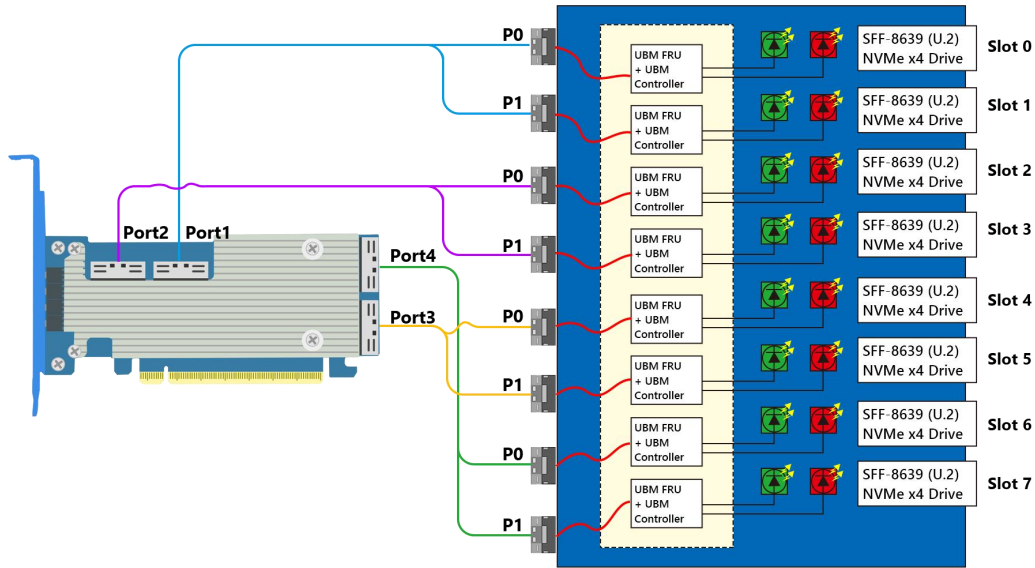 P0
P1
P0
P1
P0
P1
P0
P1
Port2
Port1
Port4
Port3
UBM FRU
+ UBM
Controller
SFF-8639 (U.2)
NVMe x4 Drive
Slot 0
UBM FRU
+ UBM
Controller
SFF-8639 (U.2)
NVMe x4 Drive
Slot 1
UBM FRU
+ UBM
Controller
SFF-8639 (U.2)
NVMe x4 Drive
Slot 2
UBM FRU
+ UBM
Controller
SFF-8639 (U.2)
NVMe x4 Drive
Slot 3
UBM FRU
+ UBM
Controller
SFF-8639 (U.2)
NVMe x4 Drive
Slot 4
UBM FRU
+ UBM
Controller
SFF-8639 (U.2)
NVMe x4 Drive
Slot 5
UBM FRU
+ UBM
Controller
SFF-8639 (U.2)
NVMe x4 Drive
Slot 6
UBM FRU
+ UBM
Controller
SFF-8639 (U.2)
NVMe x4 Drive
Slot 7